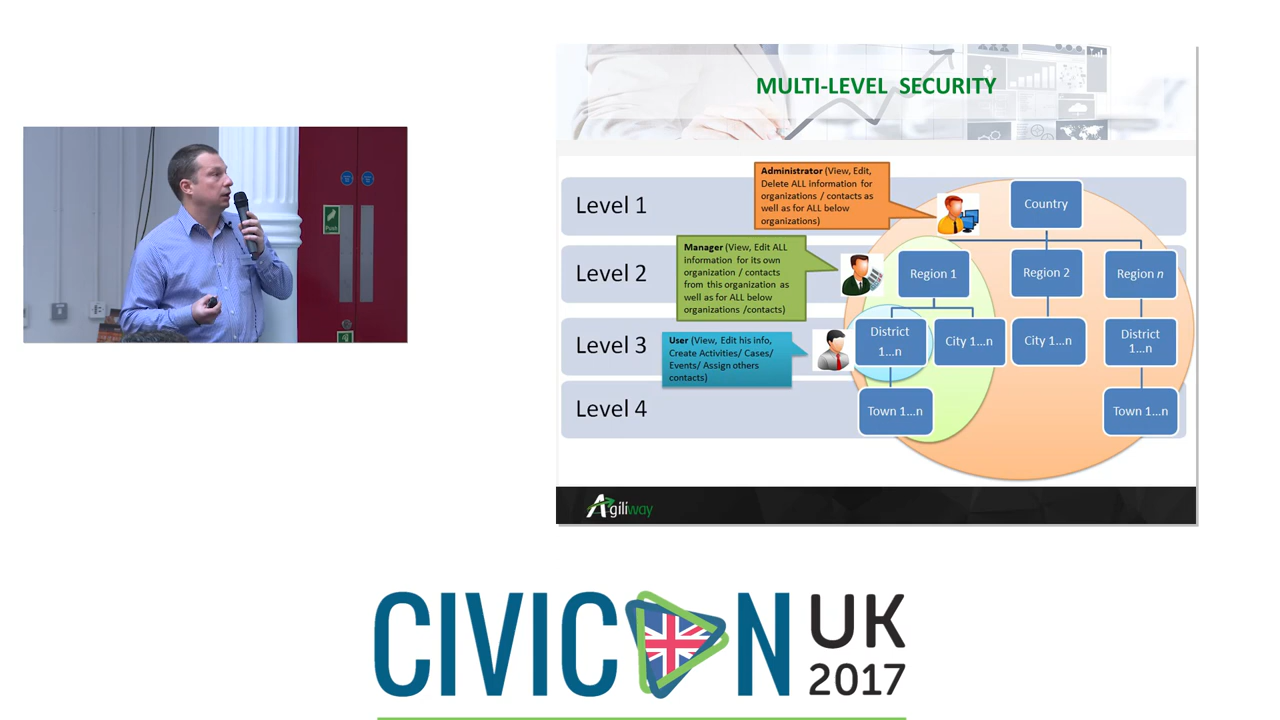 MULTI-LEVEL SECURITY
Level 1
Administrator (View, Edit,
Delete ALL information for
organizations / contacts as
well as for ALL below
organizations)
Country
Level 2
Manager (View, Edit ALL
information for its own
organization / contacts
from this organization as
well as for ALL below
organizations /contacts)
Region 1
Region 2
Region n
Level 3
User (View, Edit his info,
Create Activities/ Cases/
Events/ Assign others
contacts)
District
1...n
City 1...n
City 1...n
District
1...n
Level 4
Town 1...n
Town 1...n
Agiliway
Push
CIVICON UK
2017